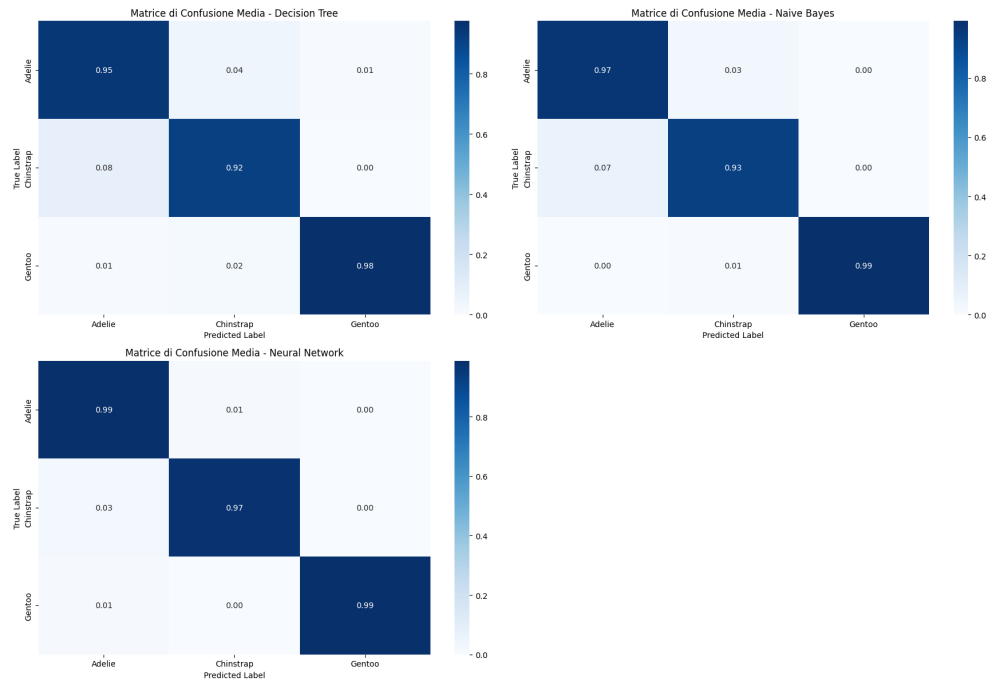 Matrice di Confusione Media - Decision Tree
Adelie 0.95 0.04 0.01
Chinstrap 0.08 0.92 0.00
Gentoo 0.01 0.02 0.98
True Label
Adelie Chinstrap Gentoo
Predicted Label
0.8
0.6
0.4
0.2
0.0
Matrice di Confusione Media - Naive Bayes
Adelie 0.97 0.03 0.00
Chinstrap 0.07 0.93 0.00
Gentoo 0.00 0.01 0.99
True Label
Adelie Chinstrap Gentoo
Predicted Label
0.8
0.6
0.4
0.2
0.0
Matrice di Confusione Media - Neural Network
Adelie 0.99 0.01 0.00
Chinstrap 0.03 0.97 0.00
Gentoo 0.01 0.00 0.99
True Label
Adelie Chinstrap Gentoo
Predicted Label
0.8
0.6
0.4
0.2
0.0